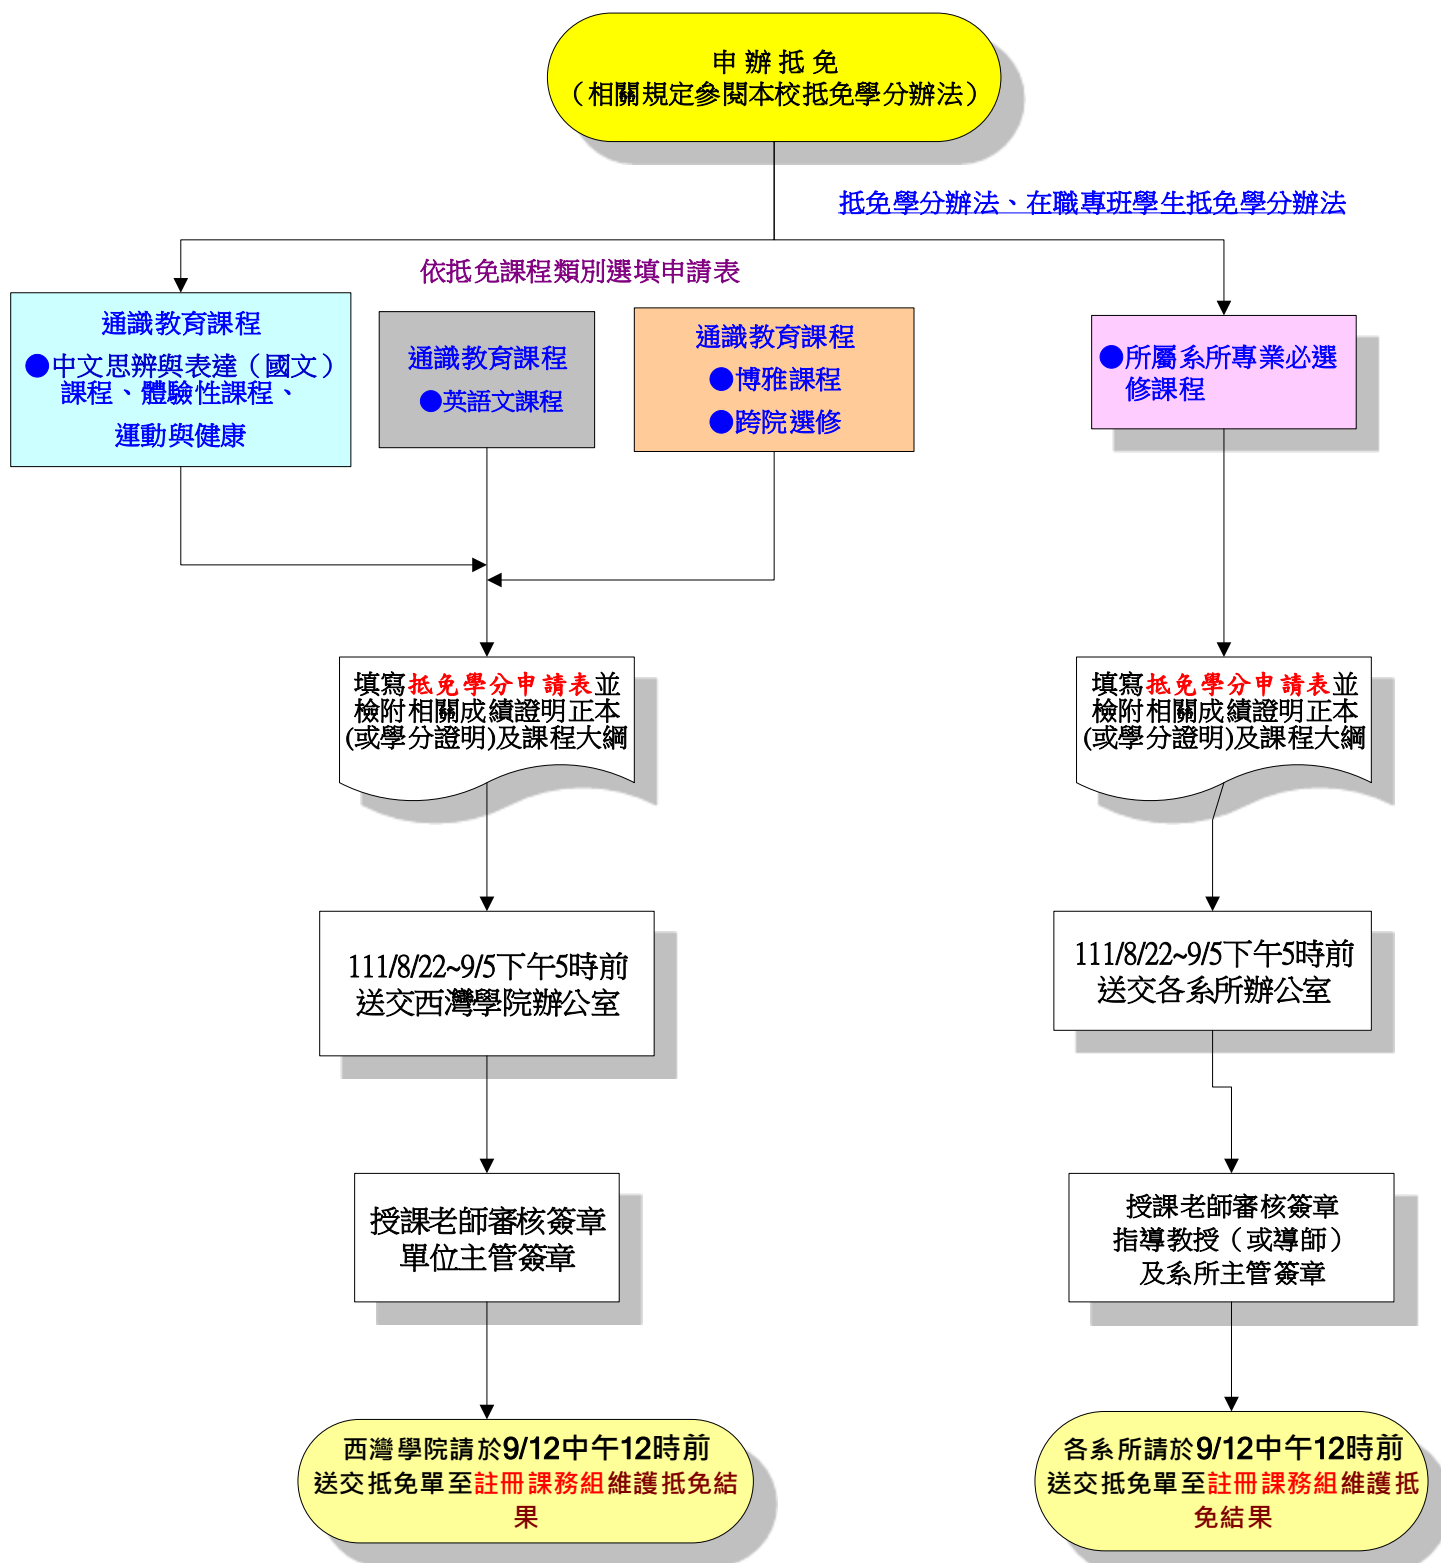 申辦抵免
（相關規定參閱本校抵免學分辦法）
抵免學分辦法、在職專班學生抵免學分辦法
依抵免課程類別選填申請表
通識教育課程
●中文思辨與表達（國文）
課程、體驗性課程、
運動與健康
通識教育課程
●英語文課程
通識教育課程
●博雅課程
●跨院選修
●所屬系所專業必選
修課程
填寫抵免學分申請表並
檢附相關成績證明正本
(或學分證明)及課程大綱
填寫抵免學分申請表並
檢附相關成績證明正本
(或學分證明)及課程大綱
111/8/22~9/5下午5時前
送交西灣學院辦公室
111/8/22~9/5下午5時前
送交各系所辦公室
授課老師審核簽章
單位主管簽章
授課老師審核簽章
指導教授（或導師）
及系所主管簽章
西灣學院請於9/12中午12時前
送交抵免單至註冊課務組維護抵免結
果
各系所請於9/12中午12時前
送交抵免單至註冊課務組維護抵
免結果